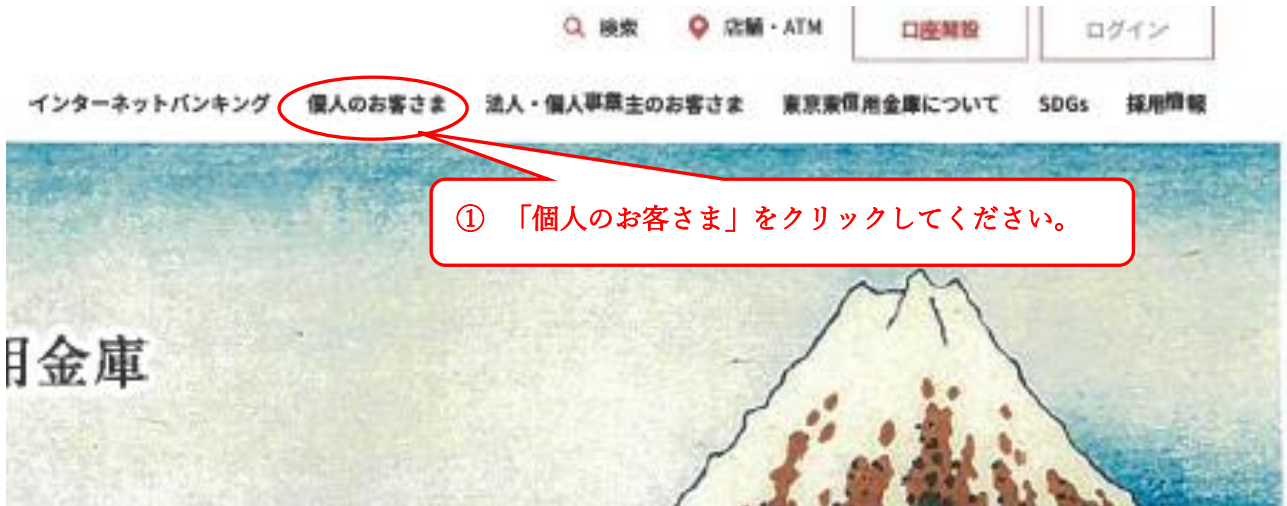 検索 店舗・ATM 口座開設 ログイン
インターネットバンキング 個人のお客さま 法人・個人事業主のお客さま 東京東信用金庫について SDGs 採用情報
① 「個人のお客さま」をクリックしてください。
用金庫